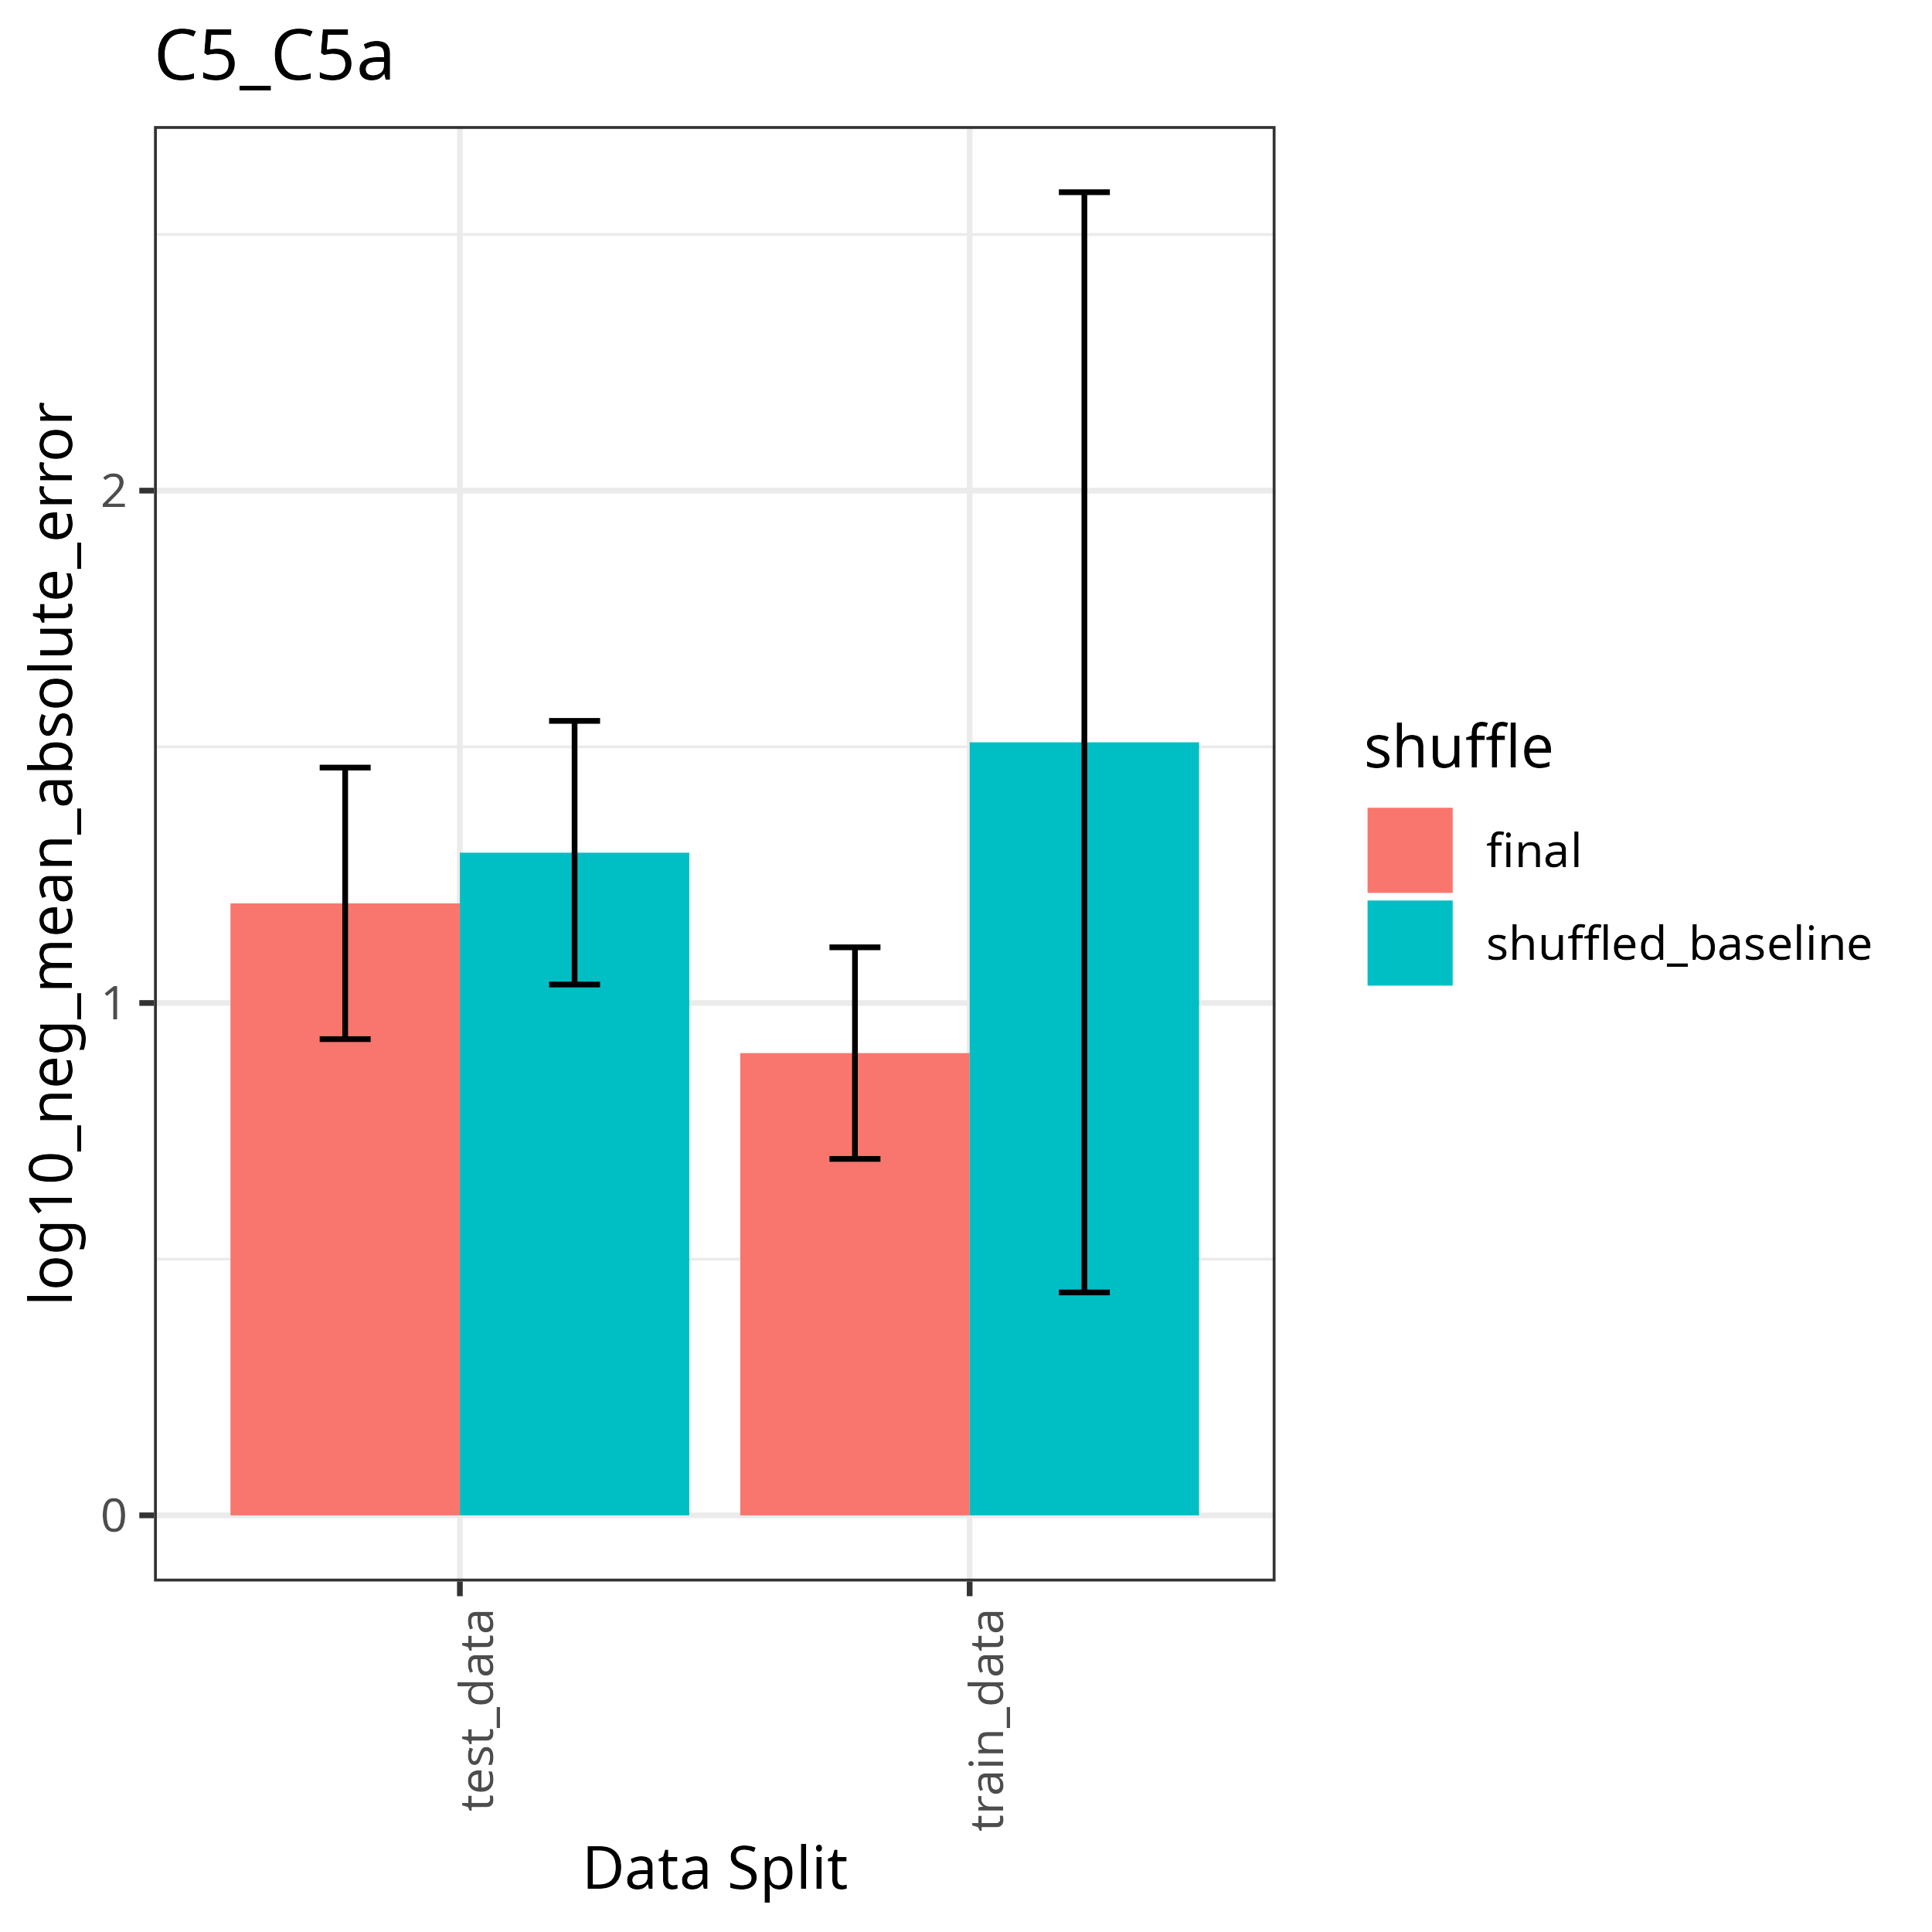 C5_C5a
log10_neg_mean_absolute_error
2
1
0
test_data
train_data
Data Split
shuffle
final
shuffled_baseline